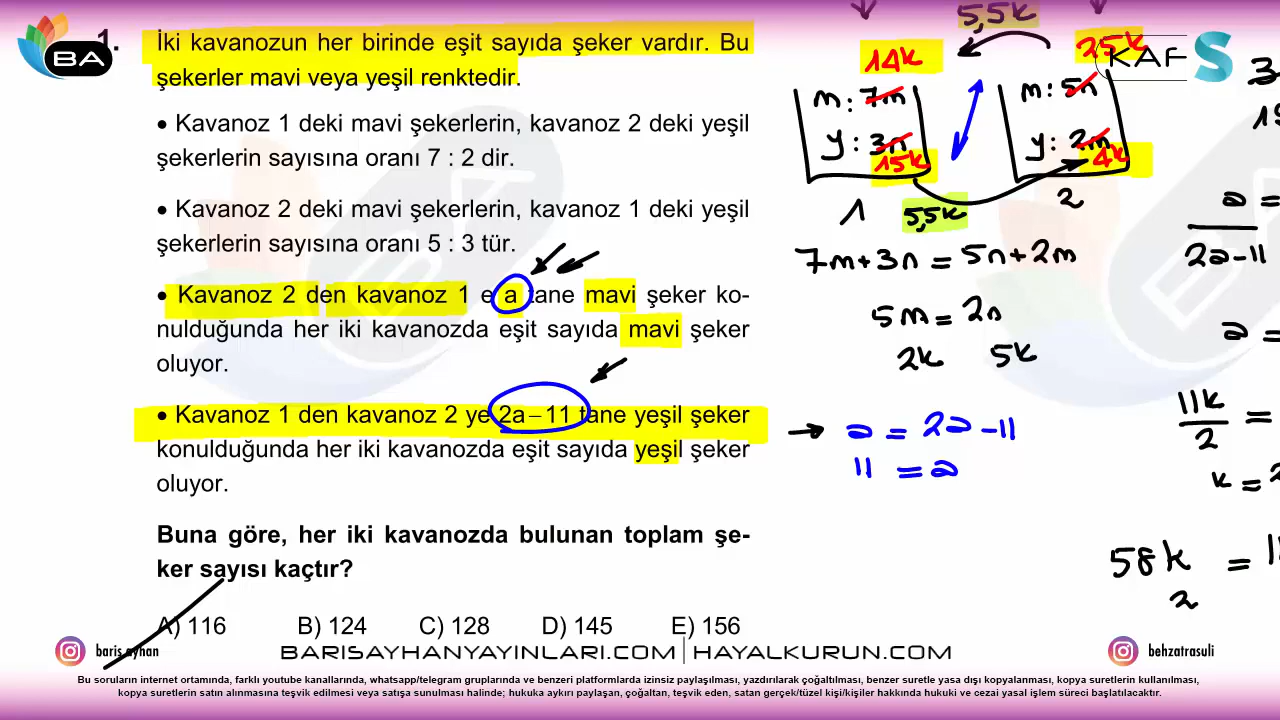 BA
1. İki kavanozun her birinde eşit sayıda şeker vardır. Bu
şekerler mavi veya yeşil renktedir.
• Kavanoz 1 deki mavi şekerlerin, kavanoz 2 deki yeşil
şekerlerin sayısına oranı 7 : 2 dir.
• Kavanoz 2 deki mavi şekerlerin, kavanoz 1 deki yeşil
şekerlerin sayısına oranı 5 : 3 tür.
• Kavanoz 2 den kavanoz 1 e a tane mavi şeker ko-
nulduğunda her iki kavanozda eşit sayıda mavi şeker
oluyor.
• Kavanoz 1 den kavanoz 2 ye 2a – 11 tane yeşil şeker
konulduğunda her iki kavanozda eşit sayıda yeşil şeker
oluyor.
Buna göre, her iki kavanozda bulunan toplam şe-
ker sayısı kaçtır?
A) 116 B) 124 C) 128 D) 145 E) 156
5,5k
14k 25k
KAF S
m: 7m m: 5n
y: 3n y: 2m
15k 4k
1 5,5k 2
7m+3n = 5n+2m
5m = 2n
2k 5k
a = 2a - 11
11 = a
a =
2a-11
a =
11k
2 =
k = 2
58k =
2
baris.ayhan BARISAYHANYAYINLARI.COM | HAYALKURUN.COM behzatrasuli
Bu soruların internet ortamında, farklı youtube kanallarında, whatsapp/telegram gruplarında ve benzeri platformlarda izinsiz paylaşılması, yazdırılarak çoğaltılması, benzer suretle yasa dışı kopyalanması, kopya suretlerin kullanılması,
kopya suretlerin satın alınmasına teşvik edilmesi veya satışa sunulması halinde; hukuka aykırı paylaşan, çoğaltan, teşvik eden, satan gerçek/tüzel kişi/kişiler hakkında hukuki ve cezai yasal işlem süreci başlatılacaktır.